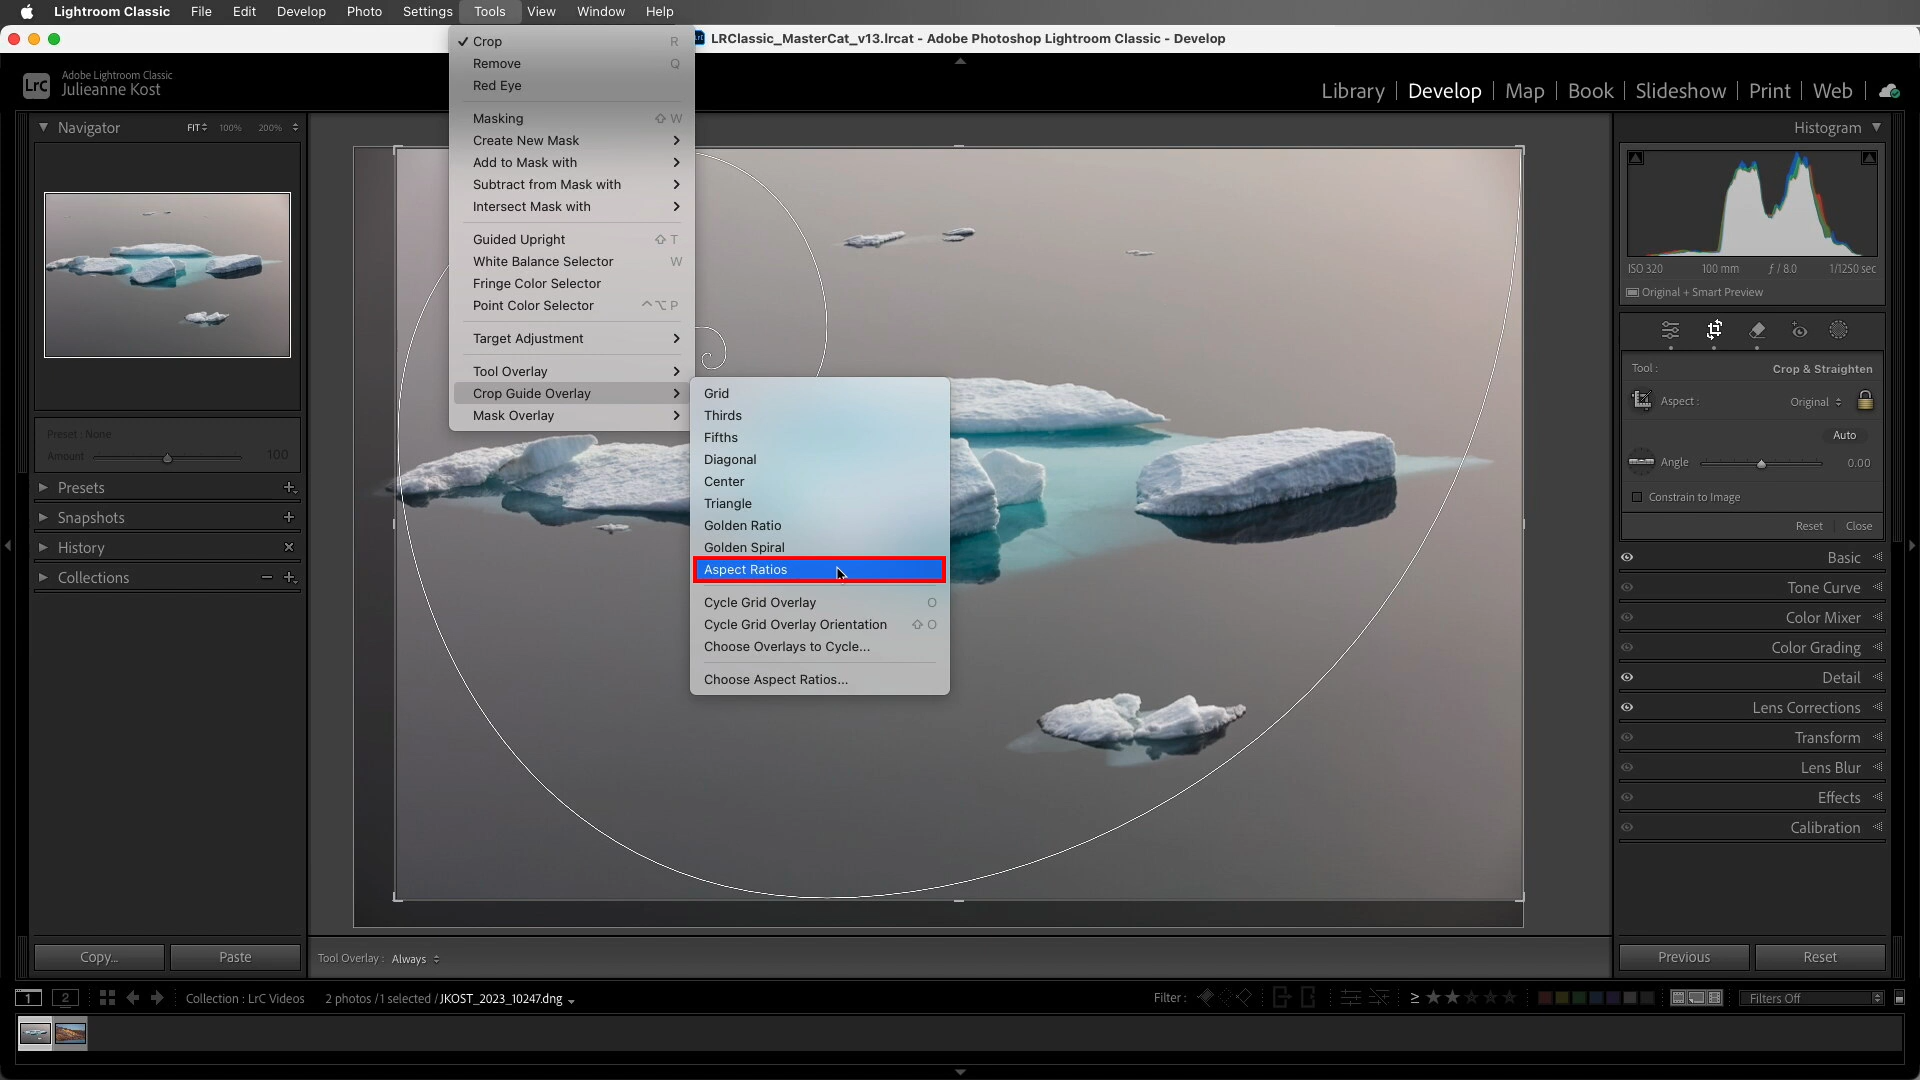 Lightroom Classic File Edit Develop Photo Settings Tools View Window Help
LRClassic_MasterCat_v13.lrcat - Adobe Photoshop Lightroom Classic - Develop
LrC
Adobe Lightroom Classic
Julieanne Kost
Library Develop Map Book Slideshow Print Web
Navigator FIT 100% 200%
Preset : None
Amount 100
Presets
Snapshots
History
Collections
Copy... Paste
Crop R
Remove Q
Red Eye
Masking ⇧ W
Create New Mask
Add to Mask with
Subtract from Mask with
Intersect Mask with
Guided Upright ⇧ T
White Balance Selector W
Fringe Color Selector
Point Color Selector ^⌥ P
Target Adjustment
Tool Overlay
Crop Guide Overlay
Mask Overlay
Grid
Thirds
Fifths
Diagonal
Center
Triangle
Golden Ratio
Golden Spiral
Aspect Ratios
Cycle Grid Overlay O
Cycle Grid Overlay Orientation ⇧ O
Choose Overlays to Cycle...
Choose Aspect Ratios...
Histogram
ISO 320 100 mm ƒ / 8.0 1/1250 sec
Original + Smart Preview
Tool : Crop & Straighten
Aspect : Original
Auto
Angle 0.00
Constrain to Image
Reset Close
Basic
Tone Curve
Color Mixer
Color Grading
Detail
Lens Corrections
Transform
Lens Blur
Effects
Calibration
Previous Reset
Tool Overlay : Always
1 2 Collection : LrC Videos 2 photos / 1 selected / JKOST_2023_10247.dng Filter : ≥ Filters Off